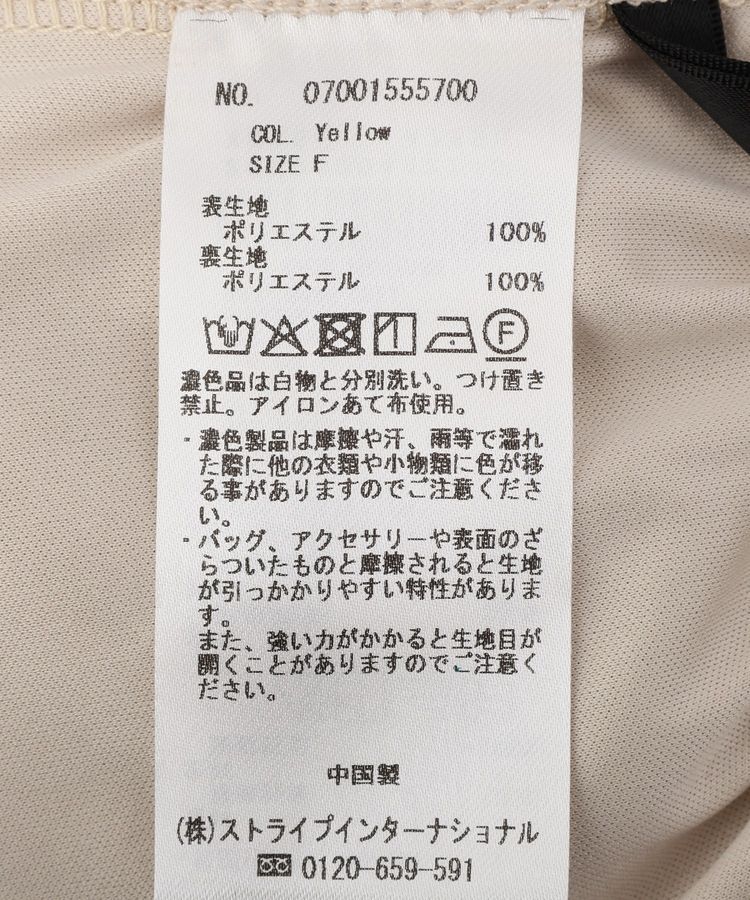 NO. 07001555700
COL. Yellow
SIZE F
表生地
ポリエステル 100%
裏生地
ポリエステル 100%
F
濃色品は白物と分別洗い。つけ置き
禁止。アイロンあて布使用。
・濃色製品は摩擦や汗、雨等で濡れ
た際に他の衣類や小物類に色が移
る事がありますのでご注意くださ
い。
・バッグ、アクセサリーや表面のざ
らついたものと摩擦されると生地
が引っかかりやすい特性がありま
す。
また、強い力がかかると生地目が
開くことがありますのでご注意く
ださい。
中国製
(株)ストライプインターナショナル
0120-659-591